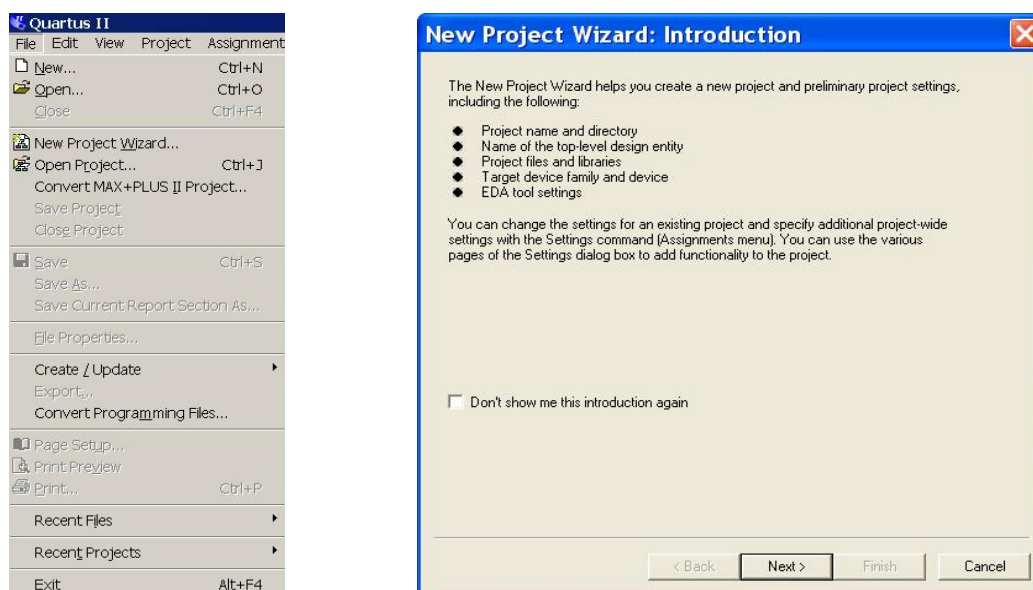 Quartus II
File Edit View Project Assignment
New... Ctrl+N
Open... Ctrl+O
Close Ctrl+F4
New Project Wizard...
Open Project... Ctrl+J
Convert MAX+PLUS II Project...
Save Project
Close Project
Save Ctrl+S
Save As...
Save Current Report Section As...
File Properties...
Create / Update
Export...
Convert Programming Files...
Page Setup...
Print Preview
Print... Ctrl+P
Recent Files
Recent Projects
Exit Alt+F4
New Project Wizard: Introduction
The New Project Wizard helps you create a new project and preliminary project settings,
including the following:
Project name and directory
Name of the top-level design entity
Project files and libraries
Target device family and device
EDA tool settings
You can change the settings for an existing project and specify additional project-wide
settings with the Settings command (Assignments menu). You can use the various
pages of the Settings dialog box to add functionality to the project.
Don't show me this introduction again
< Back Next > Finish Cancel